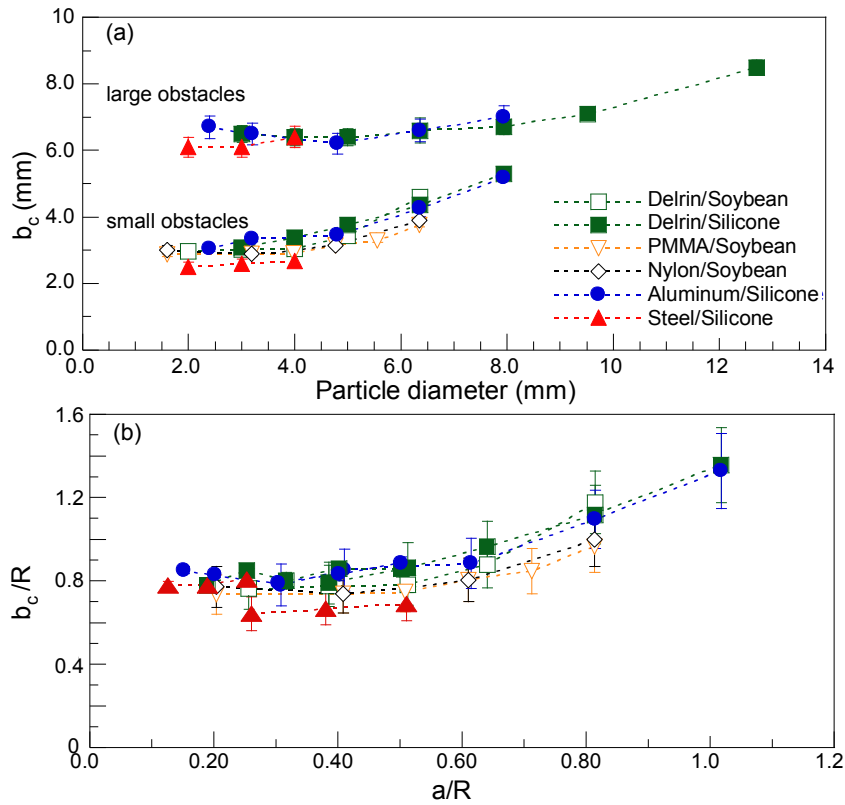 (a)
10
8.0
6.0
4.0
2.0
0.0
b_c (mm)
large obstacles
small obstacles
Delrin/Soybean
Delrin/Silicone
PMMA/Soybean
Nylon/Soybean
Aluminum/Silicone
Steel/Silicone
0.0 2.0 4.0 6.0 8.0 10 12 14
Particle diameter (mm)
(b)
1.6
1.2
0.8
0.4
0
b_c/R
0.0 0.20 0.40 0.60 0.80 1.0 1.2
a/R